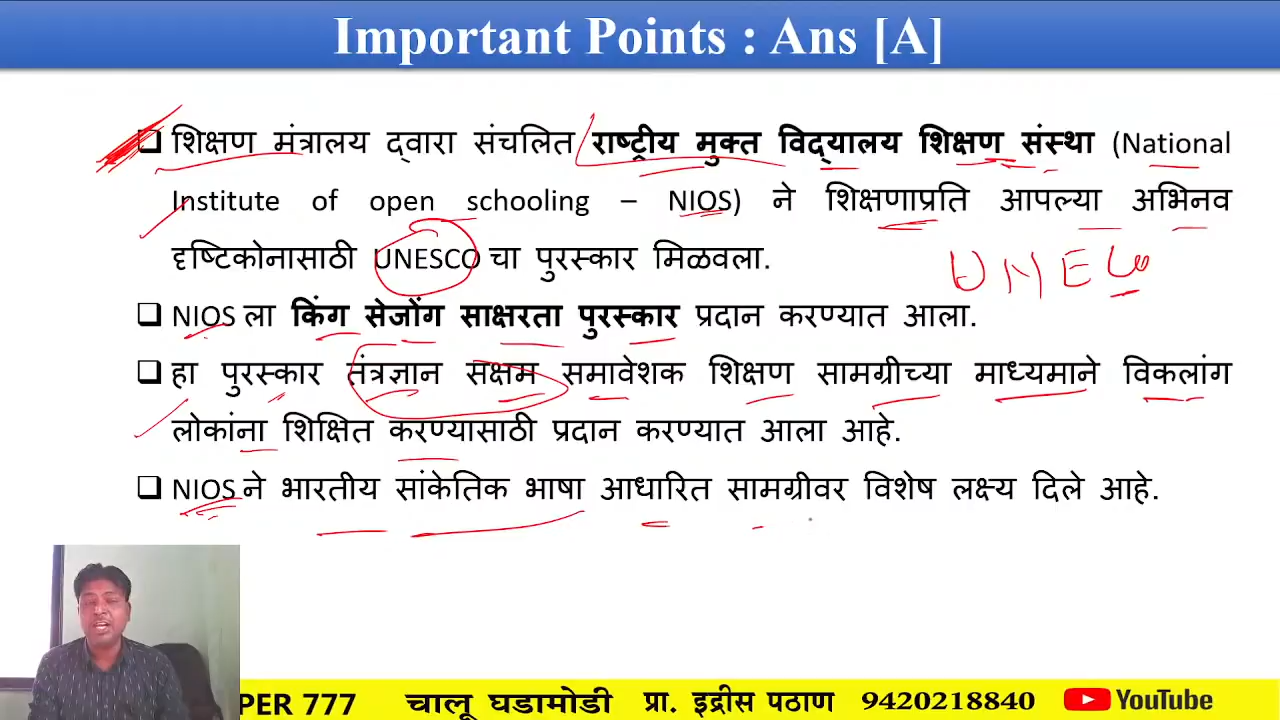 Important Points : Ans [A]
❑ शिक्षण मंत्रालय द्वारा संचलित राष्ट्रीय मुक्त विद्यालय शिक्षण संस्था (National
Institute of open schooling – NIOS) ने शिक्षणाप्रति आपल्या अभिनव
दृष्टिकोनासाठी UNESCO चा पुरस्कार मिळवला.
❑ NIOS ला किंग सेजोंग साक्षरता पुरस्कार प्रदान करण्यात आला.
❑ हा पुरस्कार तंत्रज्ञान सक्षम समावेशक शिक्षण सामग्रीच्या माध्यमाने विकलांग
लोकांना शिक्षित करण्यासाठी प्रदान करण्यात आला आहे.
❑ NIOS ने भारतीय सांकेतिक भाषा आधारित सामग्रीवर विशेष लक्ष्य दिले आहे.
PER 777 चालू घडामोडी प्रा. इद्रीस पठाण 9420218840 YouTube